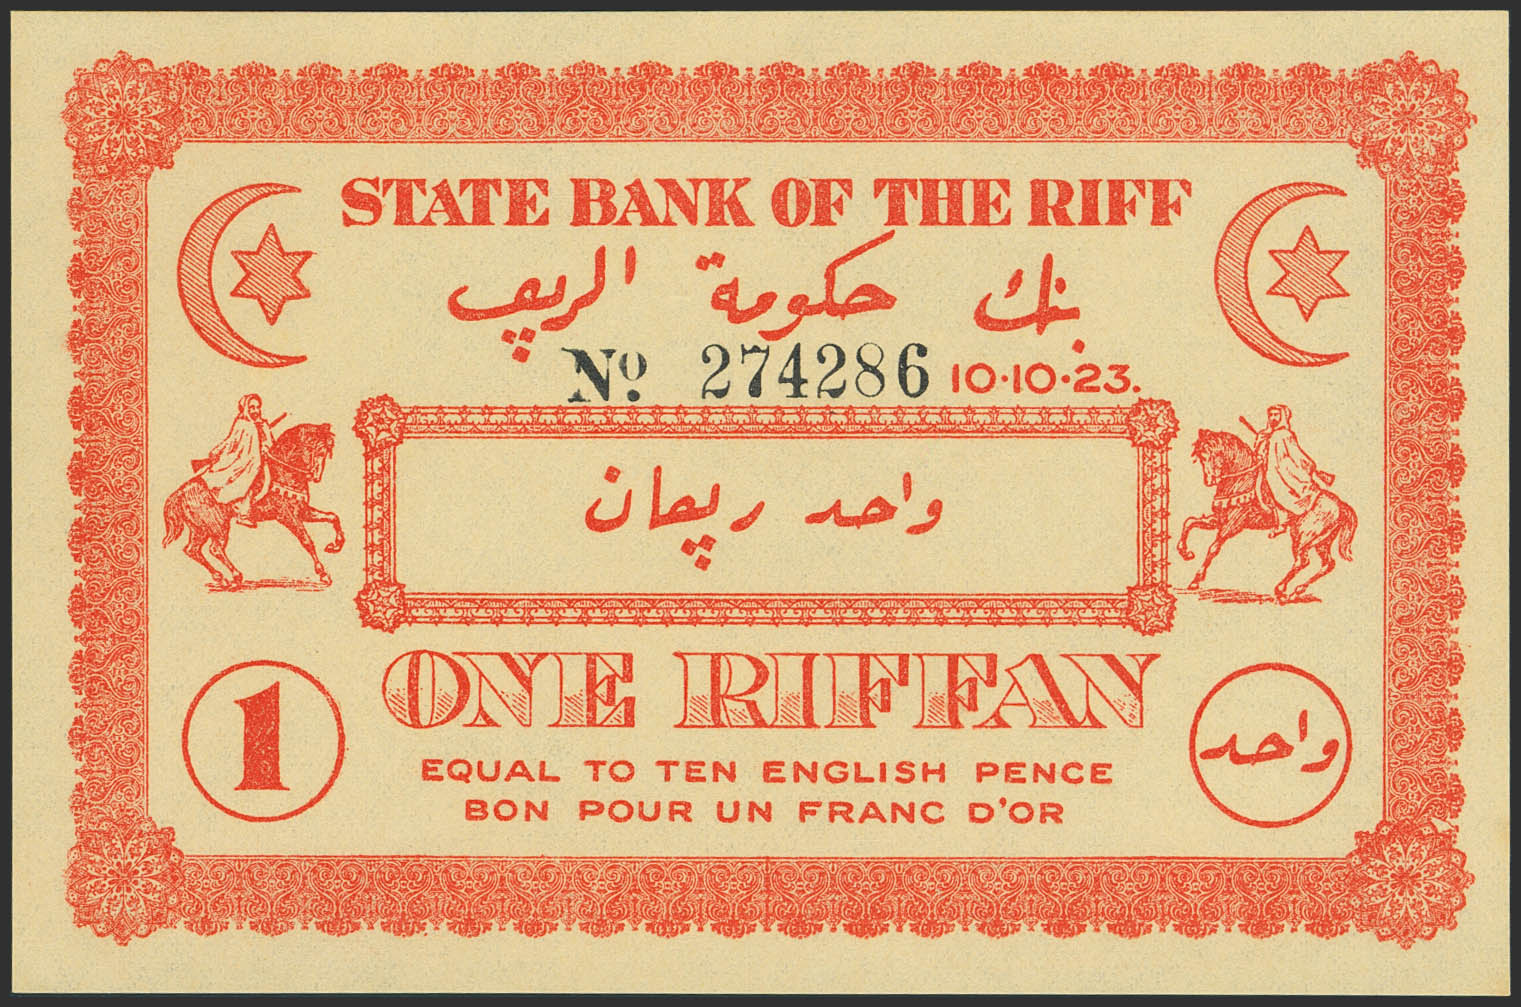 STATE BANK OF THE RIFF
بنك حكومة الريف
No. 274286 10·10·23.
واحد ريفان
ONE RIFFAN
1
واحد
EQUAL TO TEN ENGLISH PENCE
BON POUR UN FRANC D'OR